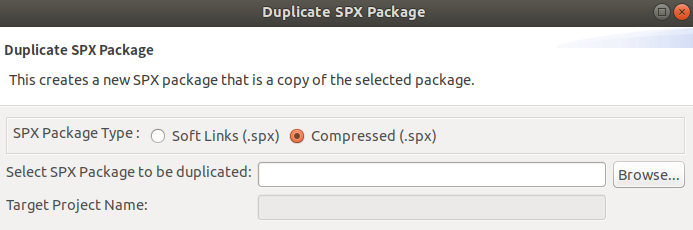 Duplicate SPX Package
Duplicate SPX Package
This creates a new SPX package that is a copy of the selected package.
SPX Package Type : Soft Links (.spx) Compressed (.spx)
Select SPX Package to be duplicated: Browse...
Target Project Name: